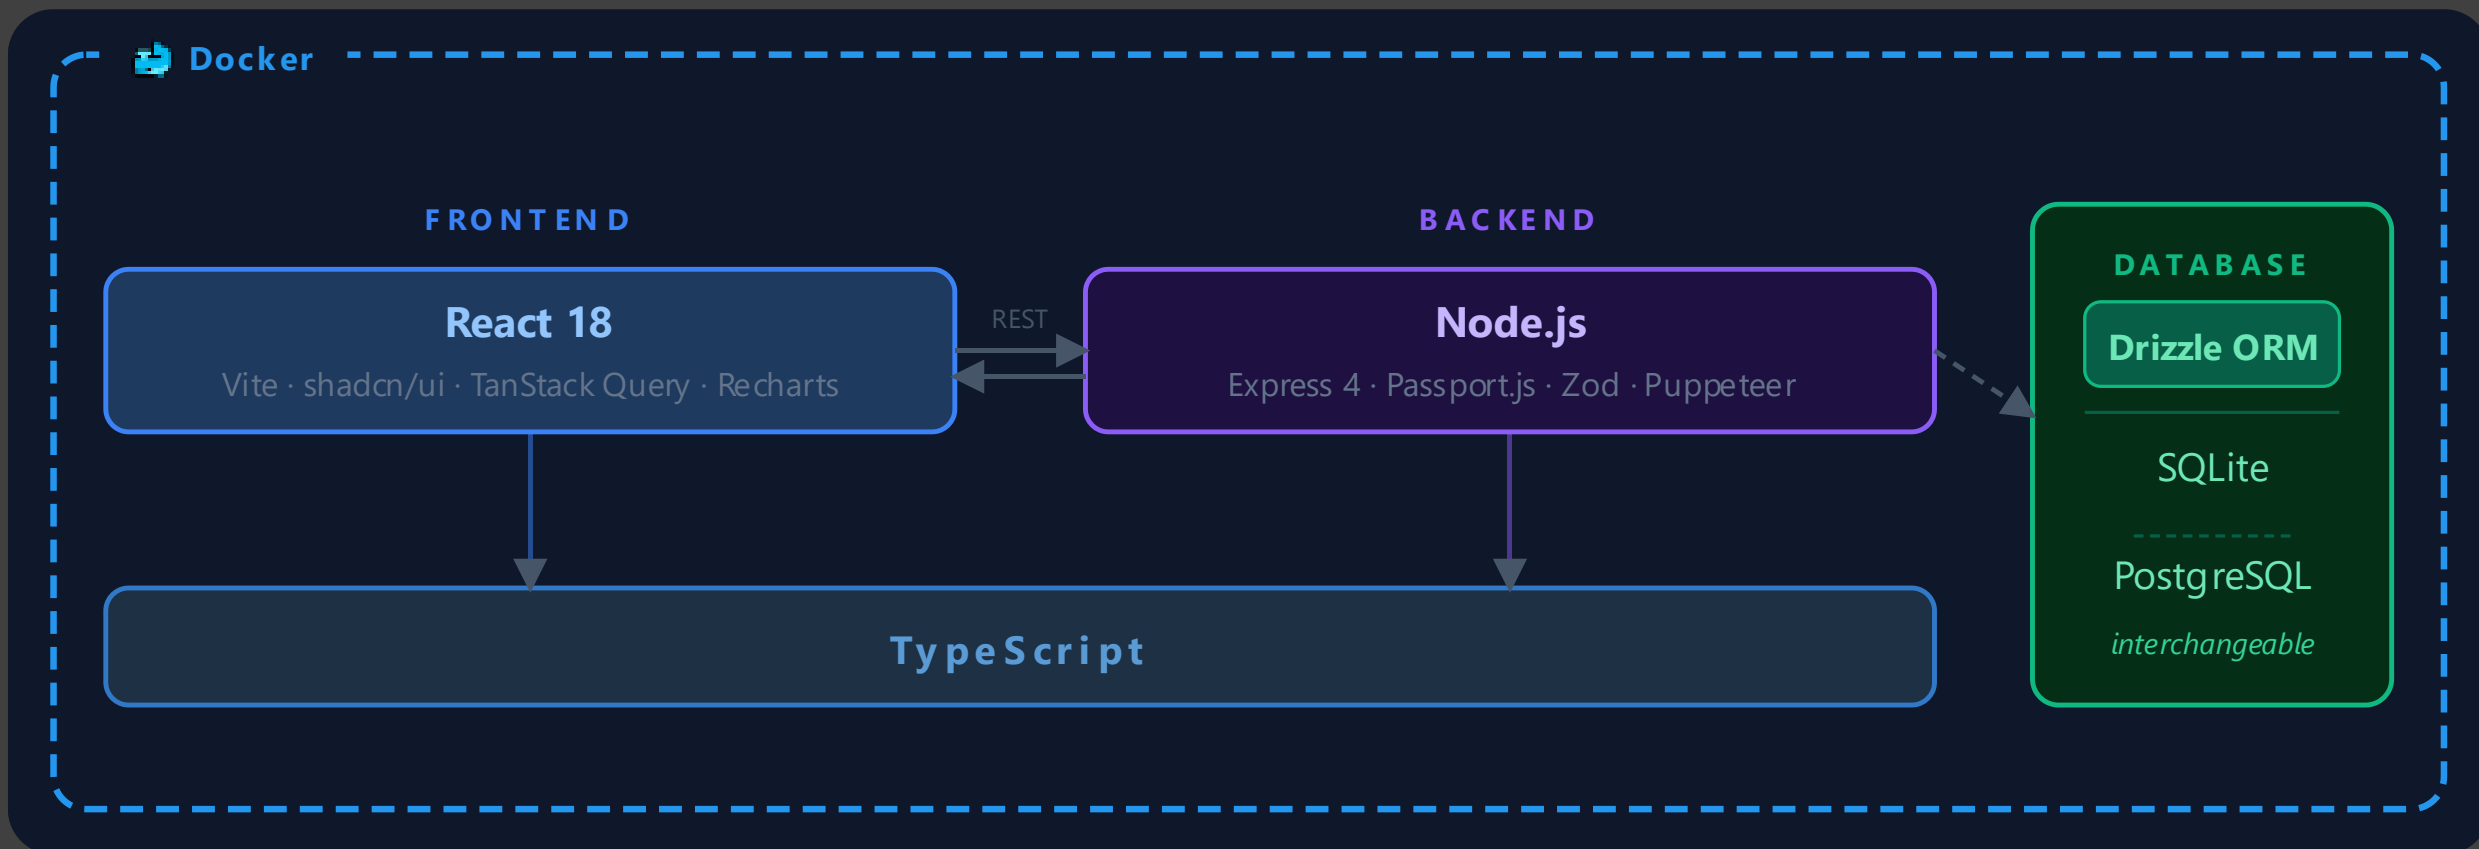 Docker
FRONTEND
React 18
Vite · shadcn/ui · TanStack Query · Recharts
REST
BACKEND
Node.js
Express 4 · Passport.js · Zod · Puppeteer
DATABASE
Drizzle ORM
SQLite
PostgreSQL
interchangeable
TypeScript